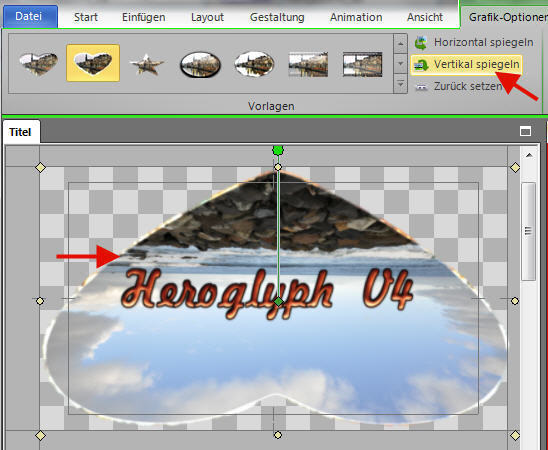 Datei Start Einfügen Layout Gestaltung Animation Ansicht Grafik-Optionen
Horizontal spiegeln
Vertikal spiegeln
Zurück setzen
Vorlagen
Titel
Heroglyph V4